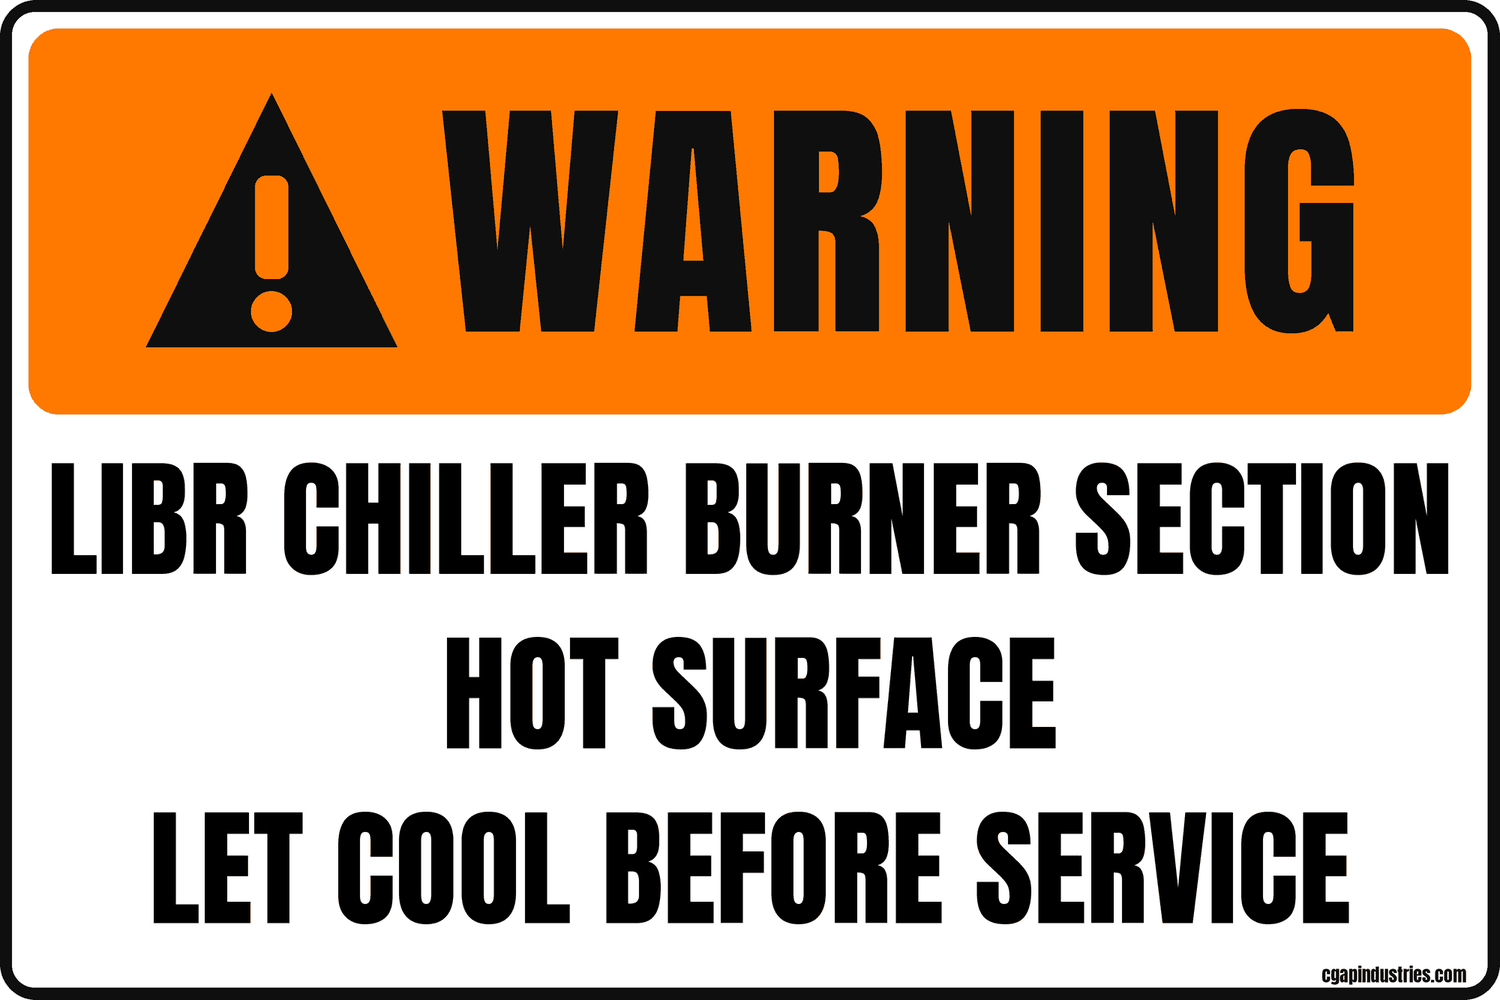 WARNING
LIBR CHILLER BURNER SECTION
HOT SURFACE
LET COOL BEFORE SERVICE
cgapindustries.com